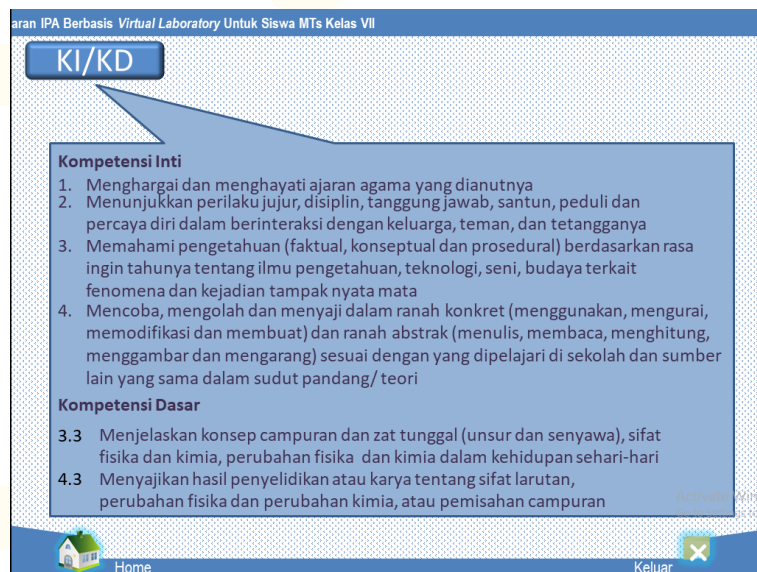 aran IPA Berbasis Virtual Laboratory Untuk Siswa MTs Kelas VII
KI/KD
Kompetensi Inti
1. Menghargai dan menghayati ajaran agama yang dianutnya
2. Menunjukkan perilaku jujur, disiplin, tanggung jawab, santun, peduli dan
percaya diri dalam berinteraksi dengan keluarga, teman, dan tetangganya
3. Memahami pengetahuan (faktual, konseptual dan prosedural) berdasarkan rasa
ingin tahunya tentang ilmu pengetahuan, teknologi, seni, budaya terkait
fenomena dan kejadian tampak nyata mata
4. Mencoba, mengolah dan menyaji dalam ranah konkret (menggunakan, mengurai,
memodifikasi dan membuat) dan ranah abstrak (menulis, membaca, menghitung,
menggambar dan mengarang) sesuai dengan yang dipelajari di sekolah dan sumber
lain yang sama dalam sudut pandang/ teori
Kompetensi Dasar
3.3 Menjelaskan konsep campuran dan zat tunggal (unsur dan senyawa), sifat
fisika dan kimia, perubahan fisika dan kimia dalam kehidupan sehari-hari
4.3 Menyajikan hasil penyelidikan atau karya tentang sifat larutan,
perubahan fisika dan perubahan kimia, atau pemisahan campuran
Activate Win
Home
Keluar